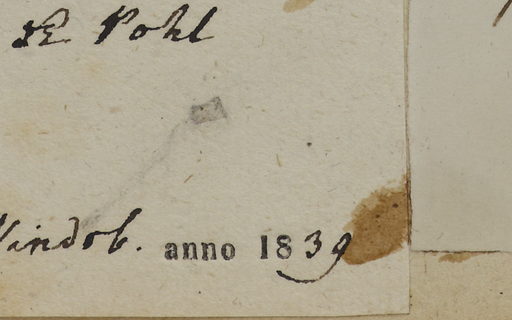 Pohl
Vindob. anno 1839